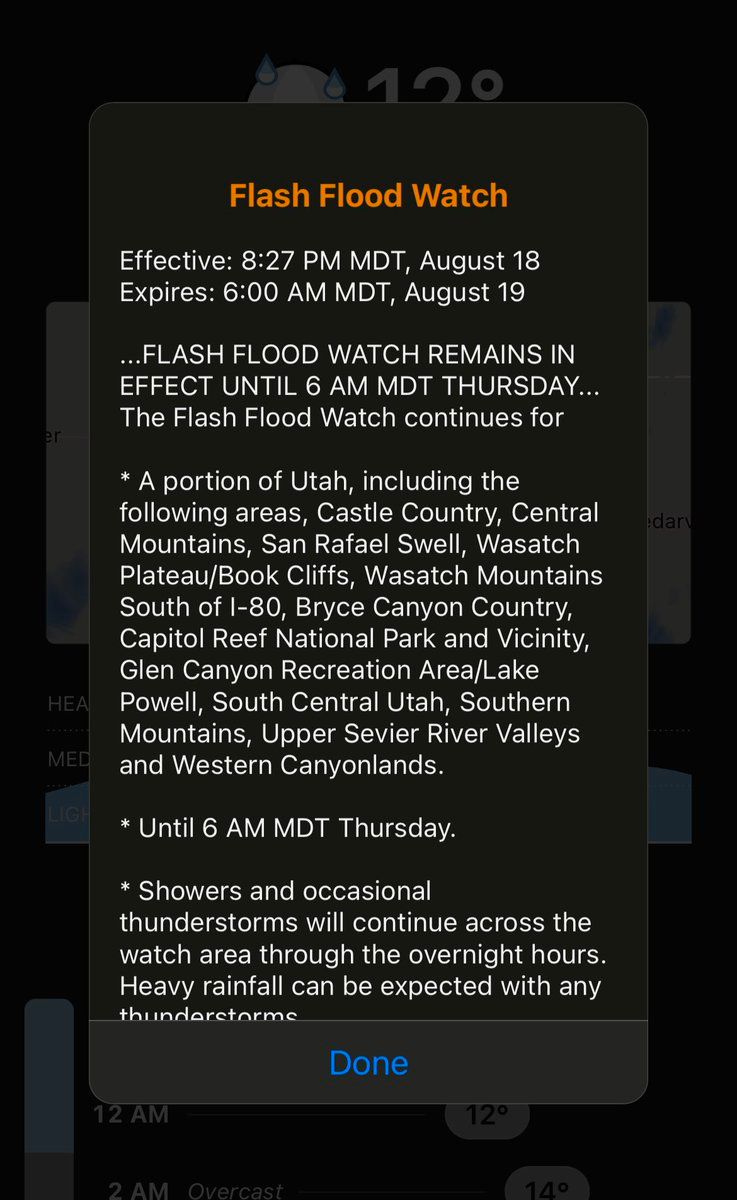 12°
Flash Flood Watch
Effective: 8:27 PM MDT, August 18
Expires: 6:00 AM MDT, August 19
...FLASH FLOOD WATCH REMAINS IN
EFFECT UNTIL 6 AM MDT THURSDAY...
The Flash Flood Watch continues for
* A portion of Utah, including the
following areas, Castle Country, Central
Mountains, San Rafael Swell, Wasatch
Plateau/Book Cliffs, Wasatch Mountains
South of I-80, Bryce Canyon Country,
Capitol Reef National Park and Vicinity,
Glen Canyon Recreation Area/Lake
Powell, South Central Utah, Southern
Mountains, Upper Sevier River Valleys
and Western Canyonlands.
* Until 6 AM MDT Thursday.
* Showers and occasional
thunderstorms will continue across the
watch area through the overnight hours.
Heavy rainfall can be expected with any
thunderstorms
er
edarv
HEA
MED
LIGH
Done
12 AM 12°
2 AM Overcast 14°